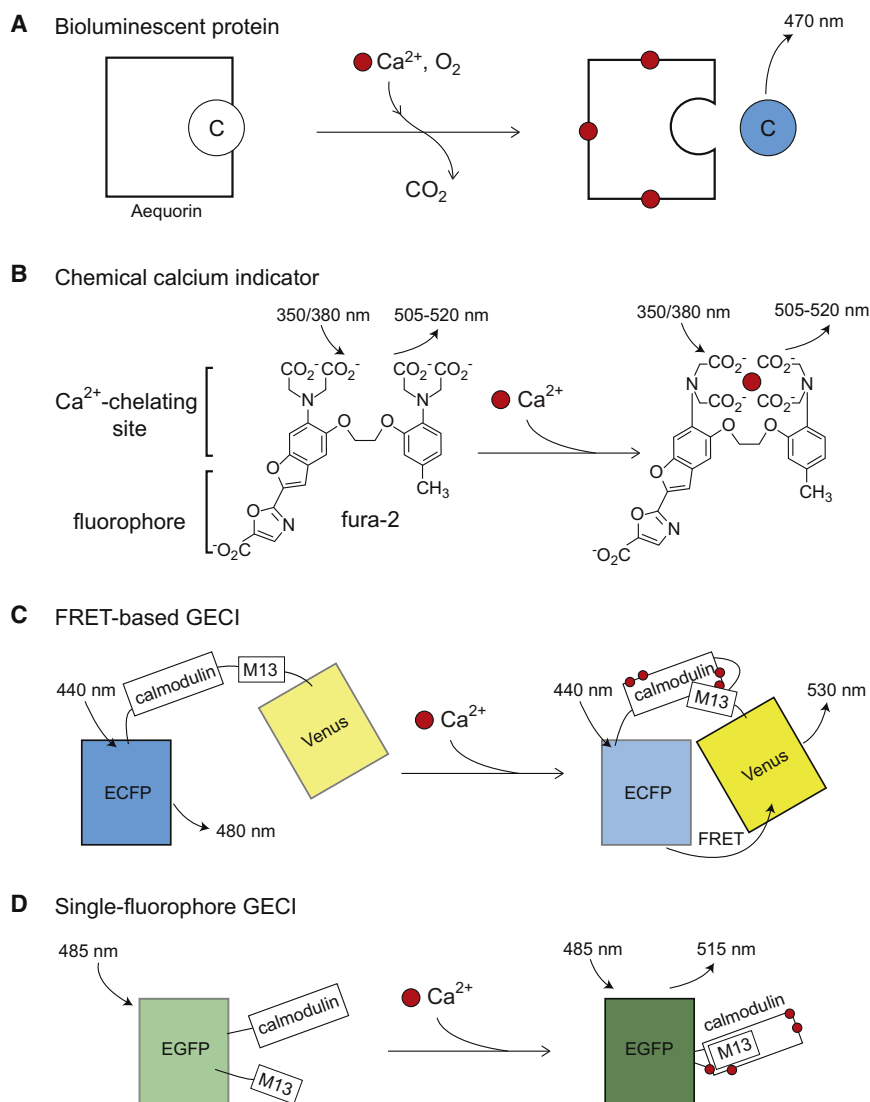 A Bioluminescent protein
470 nm
Ca²⁺, O₂
C
C
CO₂
Aequorin
B Chemical calcium indicator
350/380 nm 505-520 nm
350/380 nm 505-520 nm
CO₂⁻ CO₂⁻ CO₂⁻ CO₂⁻
CO₂⁻ CO₂⁻
Ca²⁺-chelating
site
N N
Ca²⁺
N CO₂⁻ CO₂⁻ N
O O
O O
O
O
CH₃
CH₃
fluorophore
O N
fura-2
O N
⁻O₂C
⁻O₂C
C FRET-based GECI
440 nm
calmodulin
M13
Venus
ECFP
480 nm
Ca²⁺
440 nm
calmodulin
M13
530 nm
Venus
ECFP
FRET
D Single-fluorophore GECI
485 nm
calmodulin
EGFP
M13
Ca²⁺
485 nm
515 nm
calmodulin
EGFP
M13